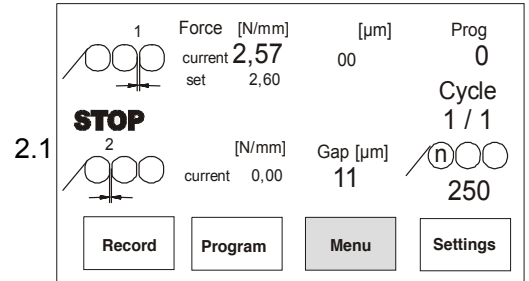 1 Force [N/mm] [µm] Prog
current 2,57 00 0
set 2,60
Cycle
STOP 1 / 1
2.1
2 [N/mm] Gap [µm] n
current 0,00 11 250
Record Program Menu Settings